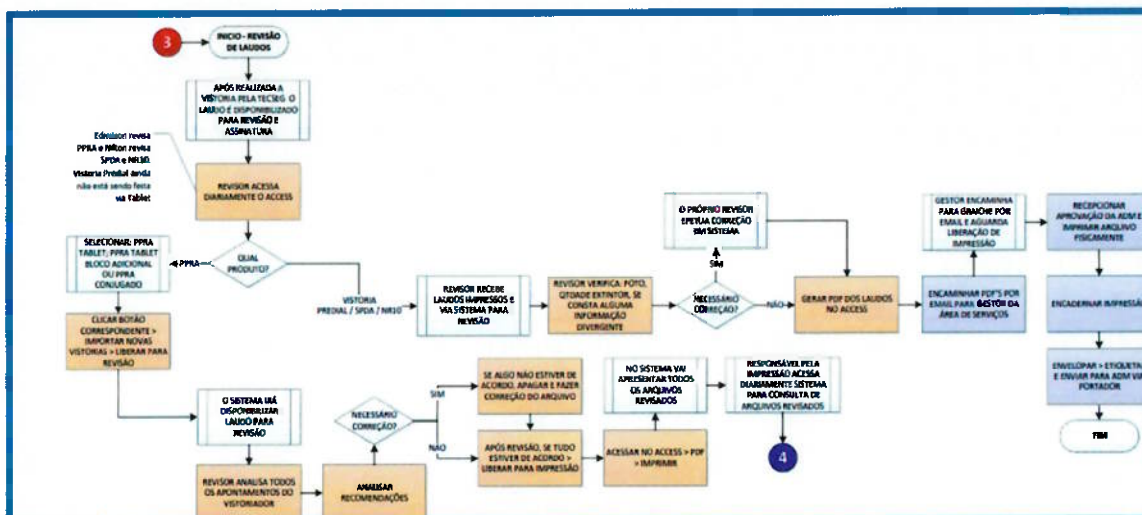 3
INICIO - REVISÃO
DE LAUDOS
APÓS REALIZADA A
VISTORIA PELA TECSEG O
LAUDO É DISPONIBILIZADO
PARA REVISÃO E
ASSINATURA
Edmilson revisa
PPRA e Nilton revisa
SPDA e NR10.
Vistoria Predial ainda
não está sendo feita
via Tablet
REVISOR ACESSA
DIARIAMENTE O ACCESS
QUAL
PRODUTO?
PPRA
SELECIONAR: PPRA
TABLET; PPRA TABLET
BLOCO ADICIONAL
OU PPRA
CONJUGADO
CLICAR BOTÃO
CORRESPONDENTE >
IMPORTAR NOVAS
VISTORIAS > LIBERAR PARA
REVISÃO
O SISTEMA IRÁ
DISPONIBILIZAR
LAUDO PARA
REVISÃO
REVISOR ANALISA TODOS
OS APONTAMENTOS DO
VISTORIADOR
ANALISAR
RECOMENDAÇÕES
NECESSÁRIO
CORREÇÃO?
SIM
NÃO
SE ALGO NÃO ESTIVER DE
ACORDO, APAGAR E FAZER
CORREÇÃO DO ARQUIVO
APÓS REVISÃO, SE TUDO
ESTIVER DE ACORDO >
LIBERAR PARA IMPRESSÃO
ACESSAR NO ACCESS > PDF
> IMPRIMIR
NO SISTEMA VAI
APRESENTAR TODOS
OS ARQUIVOS
REVISADOS
RESPONSÁVEL PELA
IMPRESSÃO ACESSA
DIARIAMENTE SISTEMA
PARA CONSULTA DE
ARQUIVOS REVISADOS
4
VISTORIA
PREDIAL / SPDA / NR10
REVISOR RECEBE
LAUDOS IMPRESSOS E
VIA SISTEMA PARA
REVISÃO
REVISOR VERIFICA: FOTO,
QTDADE EXTINTOR, SE
CONSTA ALGUMA
INFORMAÇÃO
DIVERGENTE
NECESSÁRIO
CORREÇÃO?
SIM
NÃO
O PRÓPRIO REVISOR
EFETUA CORREÇÃO
EM SISTEMA
GERAR PDF DOS LAUDOS
NO ACCESS
ENCAMINHAR PDF'S POR
EMAIL PARA GESTOR DA
ÁREA DE SERVIÇOS
GESTOR ENCAMINHA
PARA GRAICHE POR
EMAIL E AGUARDA
LIBERAÇÃO DE
IMPRESSÃO
RECEPCIONAR
APROVAÇÃO DA ADM E
IMPRIMIR ARQUIVO
FISICAMENTE
ENCADERNAR IMPRESSÃ
ENVELOPAR > ETIQUETA
E ENVIAR PARA ADM VIA
PORTADOR
FIM